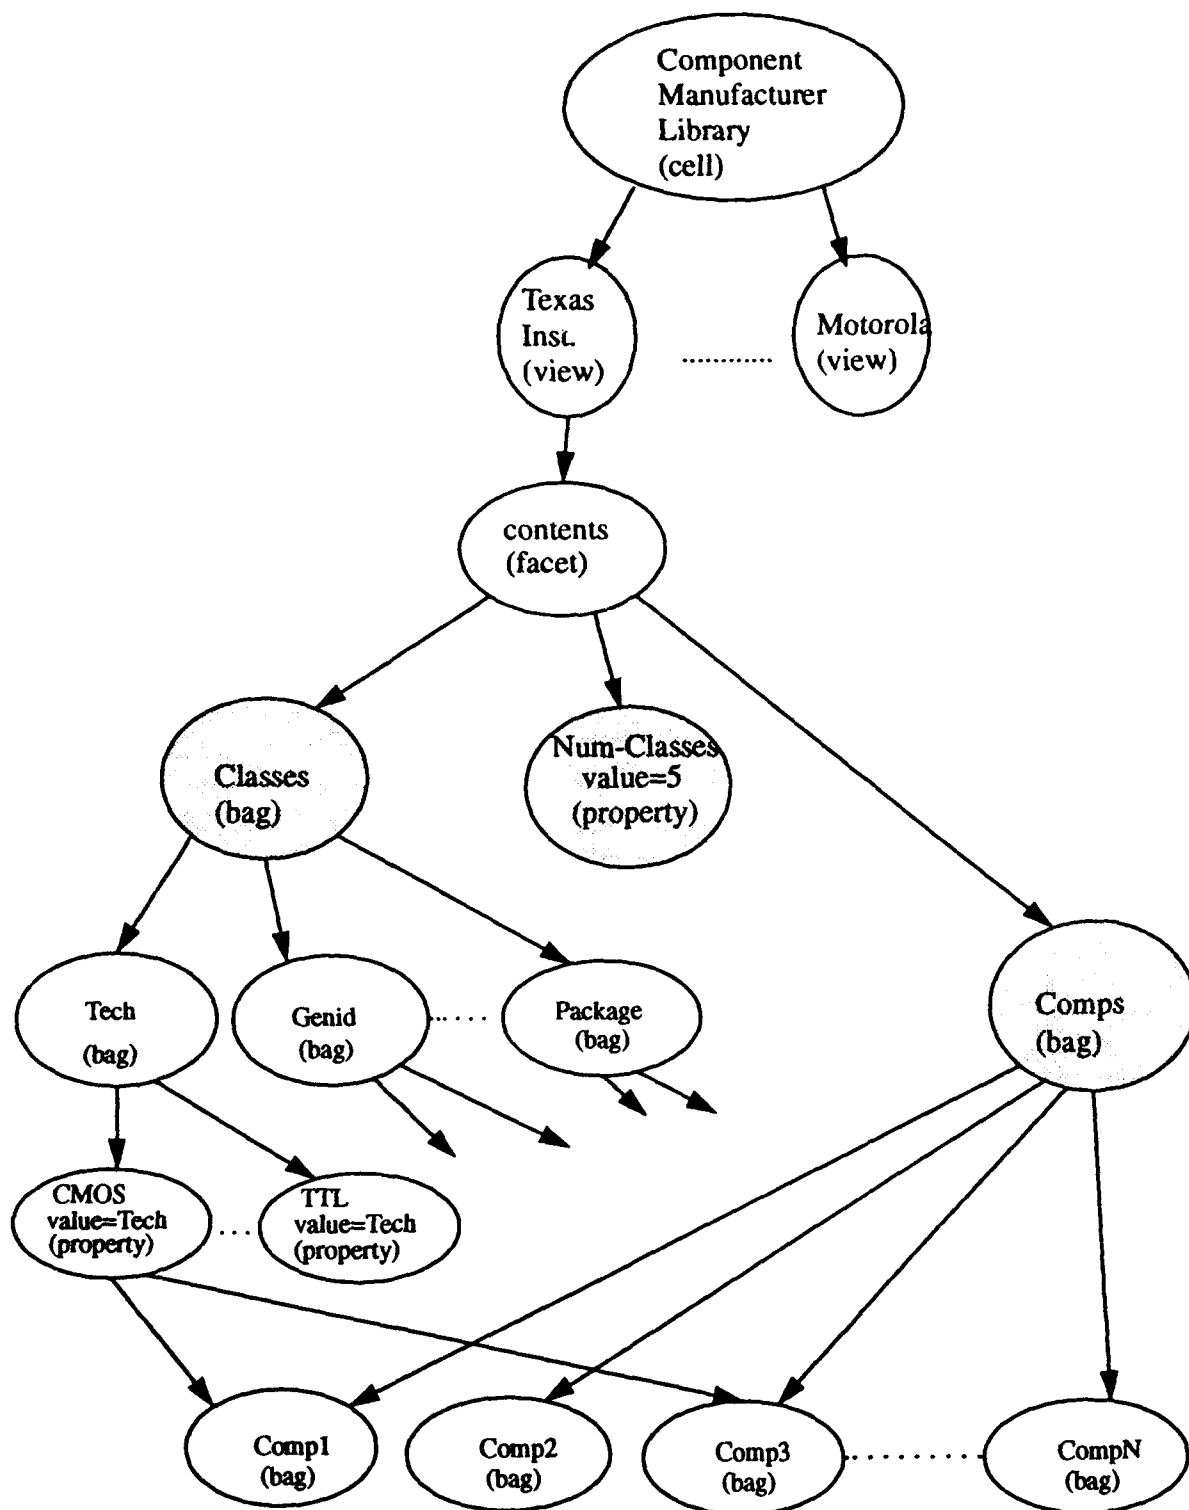 Component
Manufacturer
Library
(cell)
Texas
Inst.
(view)
Motorola
(view)
contents
(facet)
Classes
(bag)
Num-Classes
value=5
(property)
Tech
(bag)
Genid
(bag)
Package
(bag)
Comps
(bag)
CMOS
value=Tech
(property)
TTL
value=Tech
(property)
Comp1
(bag)
Comp2
(bag)
Comp3
(bag)
CompN
(bag)